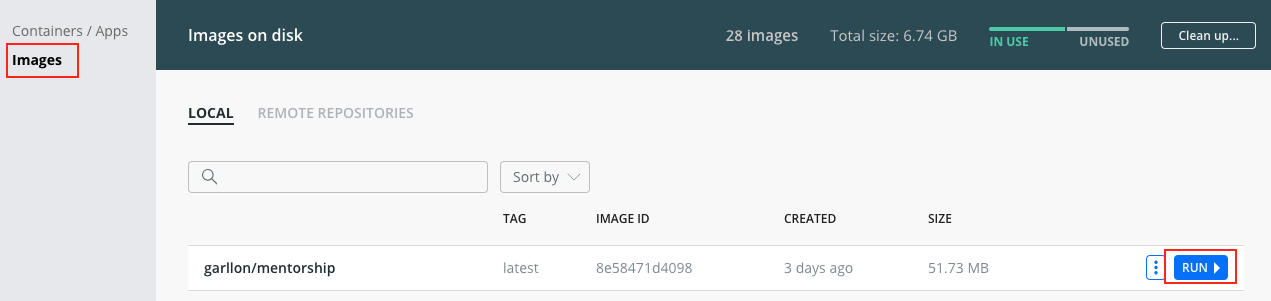 Containers / Apps
Images
Images on disk
28 images
Total size: 6.74 GB
IN USE
UNUSED
Clean up...
LOCAL
REMOTE REPOSITORIES
Sort by
TAG
IMAGE ID
CREATED
SIZE
garllon/mentorship
latest
8e58471d4098
3 days ago
51.73 MB
RUN